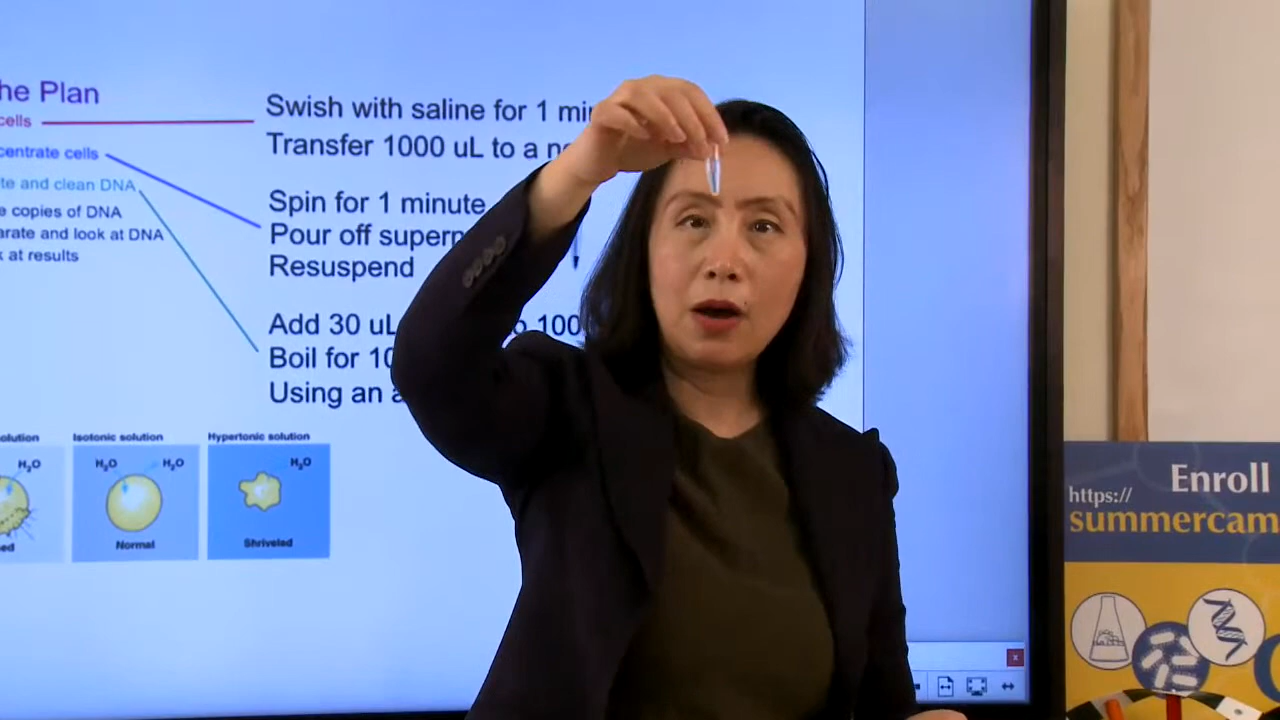 he Plan
cells
centrate cells
te and clean DNA
e copies of DNA
arate and look at DNA
k at results
Swish with saline for 1 min
Transfer 1000 uL to a
Spin for 1 minute
Pour off supern
Resuspend
Add 30 uL o 100
Boil for 10
Using an a
olution
Isotonic solution
Hypertonic solution
H₂O
H₂O
H₂O
H₂O
ed
Normal
Shriveled
x
Enroll
https://
summercam